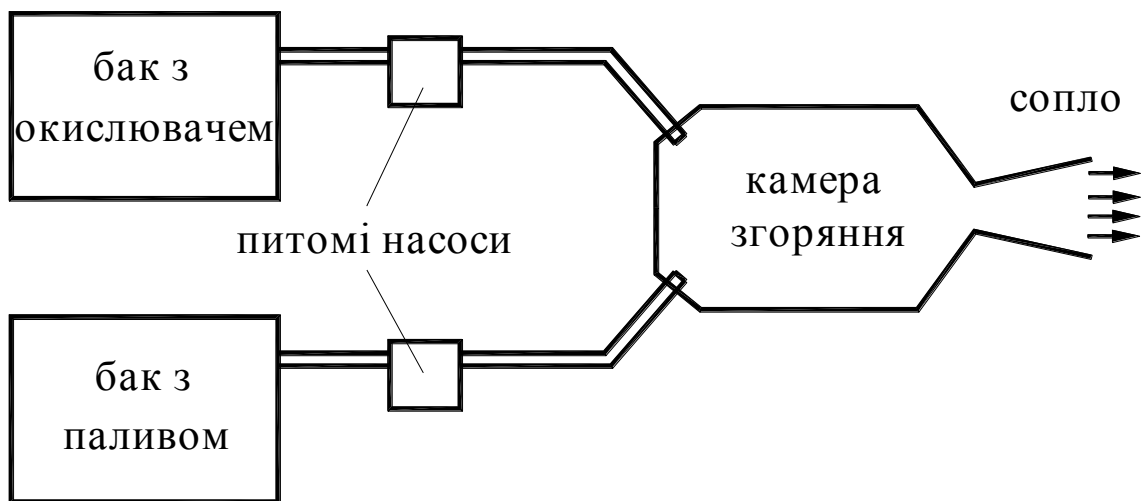 бак з
окислювачем
сопло
камера
згоряння
питомі насоси
бак з
паливом